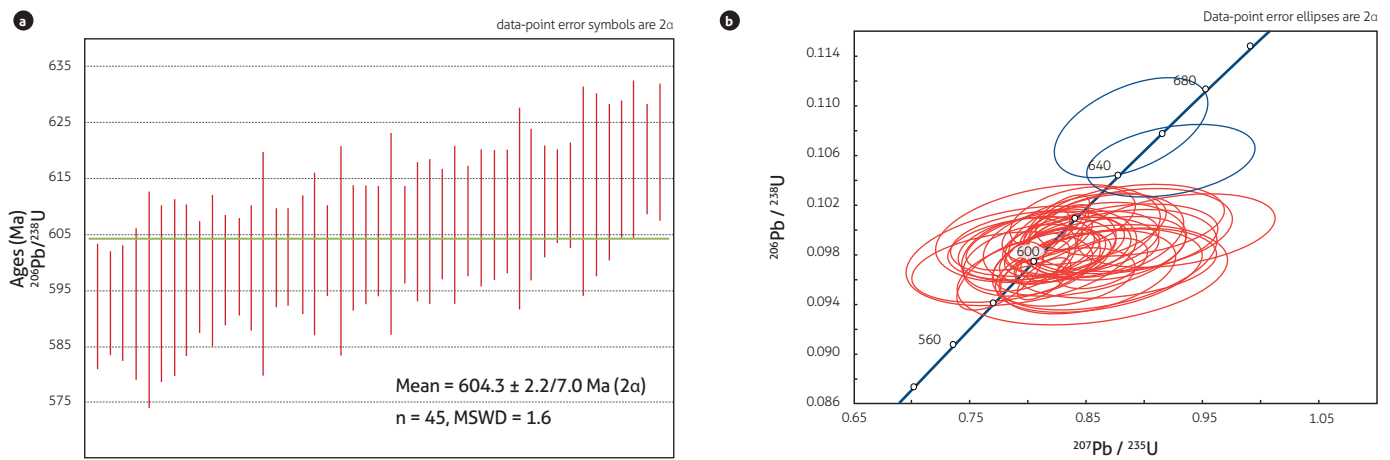 a
data-point error symbols are 2α
635
625
615
605
595
585
575
Ages (Ma)
²⁰⁶Pb/²³⁸U
Mean = 604.3 ± 2.2/7.0 Ma (2α)
n = 45, MSWD = 1.6
b
Data-point error ellipses are 2α
0.114
0.110
0.106
0.102
0.098
0.094
0.090
0.086
²⁰⁶Pb / ²³⁸U
680
640
600
560
0.65
0.75
0.85
0.95
1.05
²⁰⁷Pb / ²³⁵U